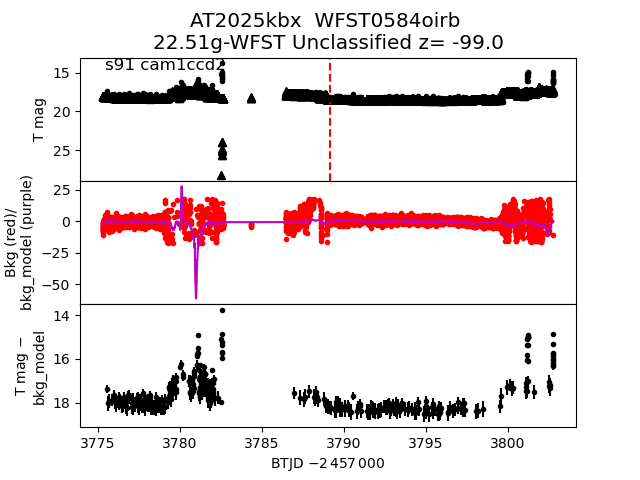 AT2025kbx  WFST0584oirb
22.51g-WFST Unclassified z= -99.0
s91 cam1ccd2
T mag
15
20
25
Bkg (red)/
bkg_model (purple)
25
0
−25
−50
T mag −
bkg_model
14
16
18
3775
3780
3785
3790
3795
3800
BTJD −2 457 000